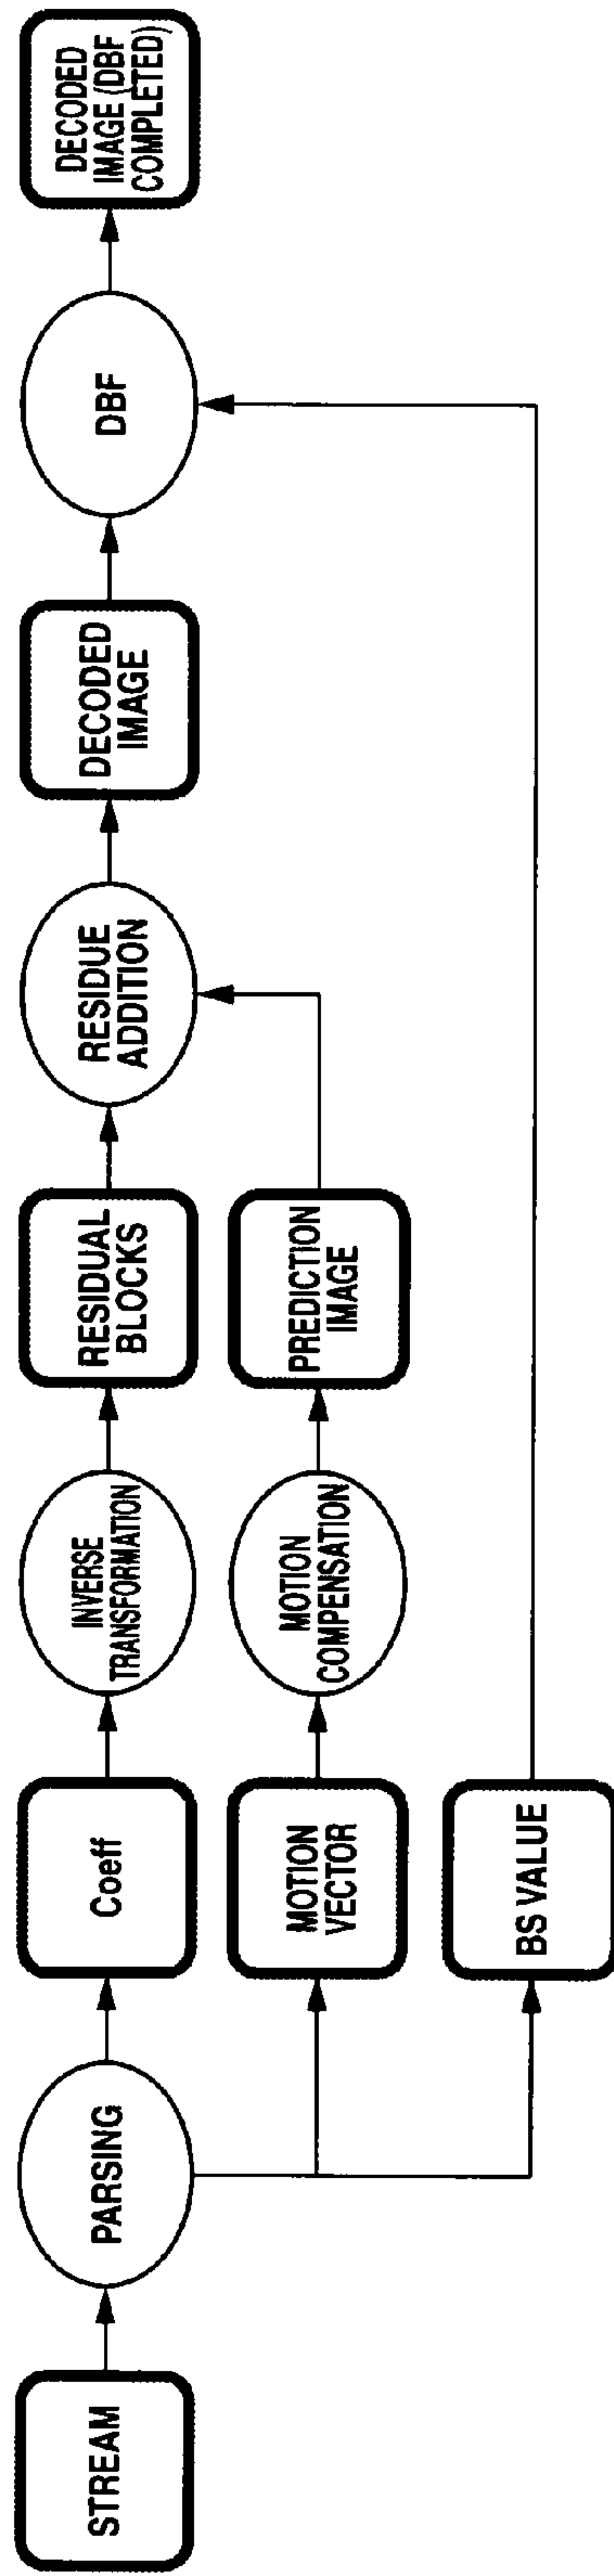 STREAM
PARSING
Coeff
INVERSE
TRANSFORMATION
RESIDUAL
BLOCKS
RESIDUE
ADDITION
DECODED
IMAGE
DBF
DECODED
IMAGE (DBF
COMPLETED)
MOTION
VECTOR
MOTION
COMPENSATION
PREDICTION
IMAGE
BS VALUE